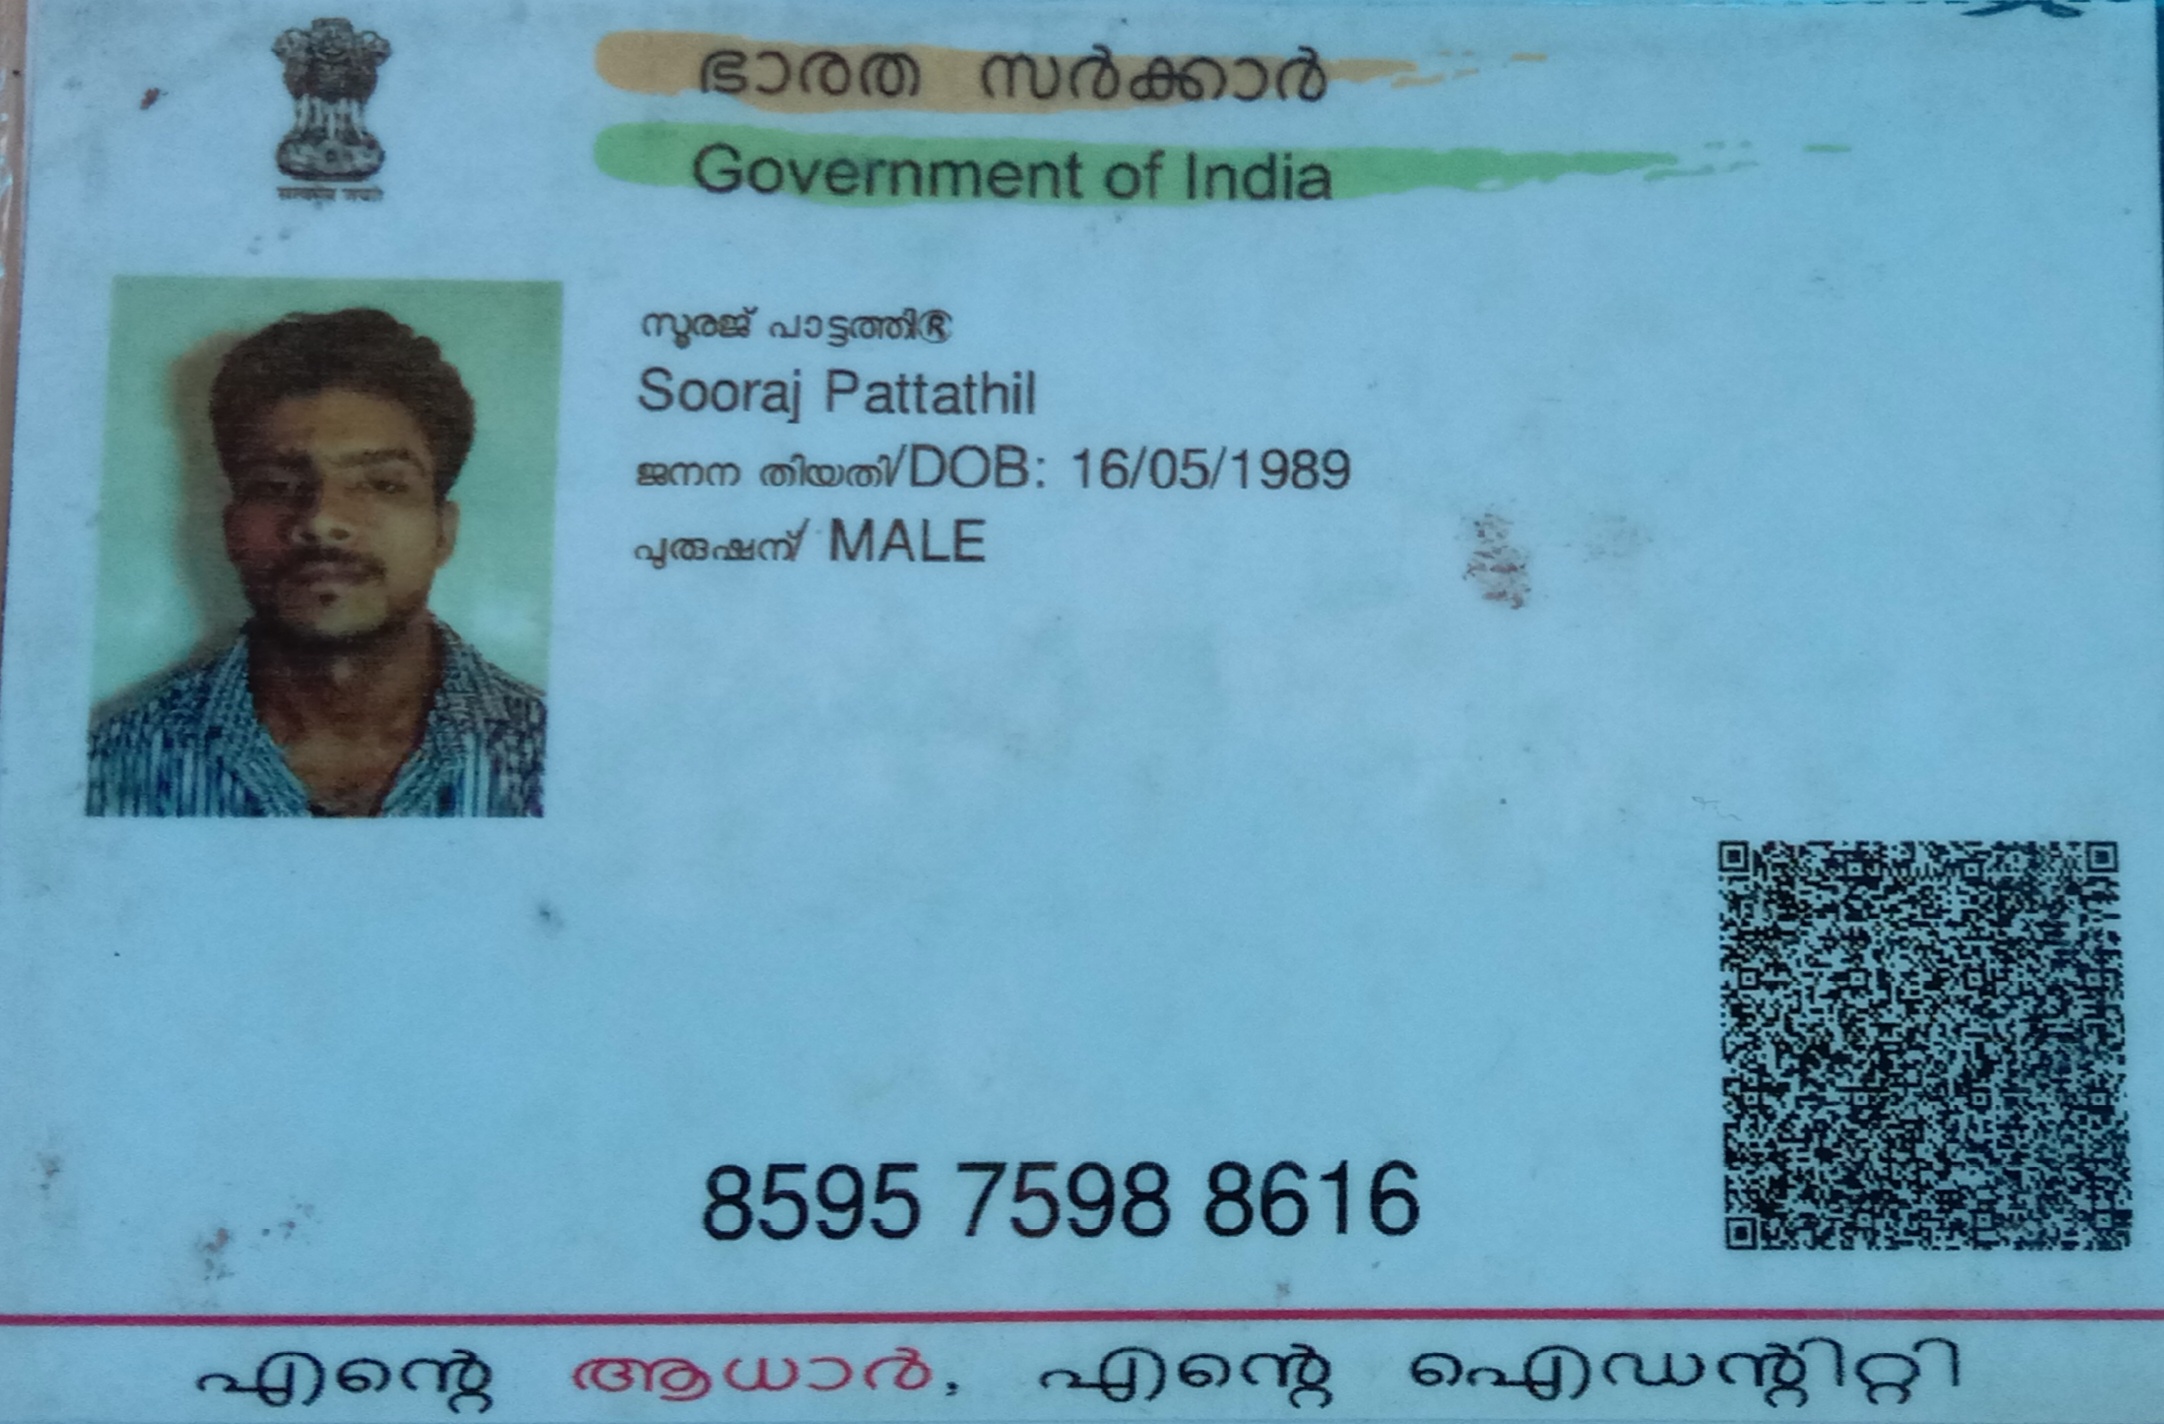 ഭാരത സർക്കാർ
Government of India
സൂരജ് പാട്ടത്തിൽ
Sooraj Pattathil
ജനന തിയതി/DOB: 16/05/1989
പുരുഷന്/ MALE
8595 7598 8616
എന്റെ ആധാർ, എന്റെ ഐഡന്റിറ്റി